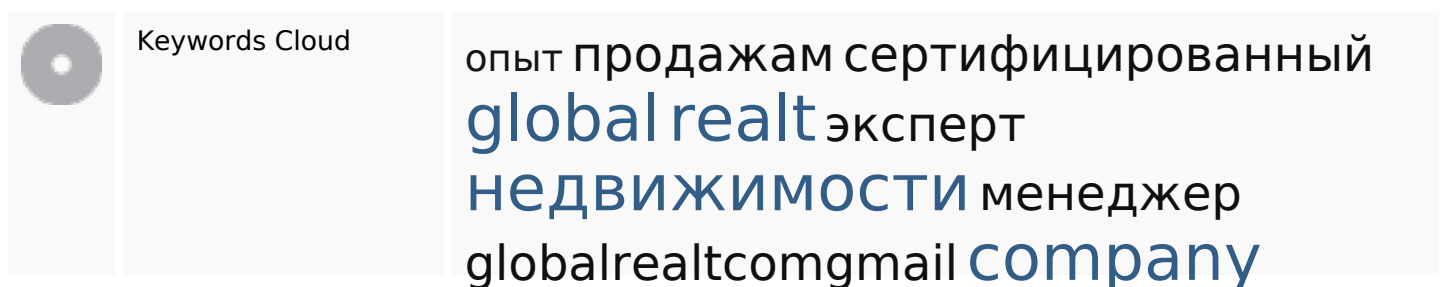 Keywords Cloud
опыт продажам сертифицированный
global realt эксперт
недвижимости менеджер
globalrealtcomgmail company